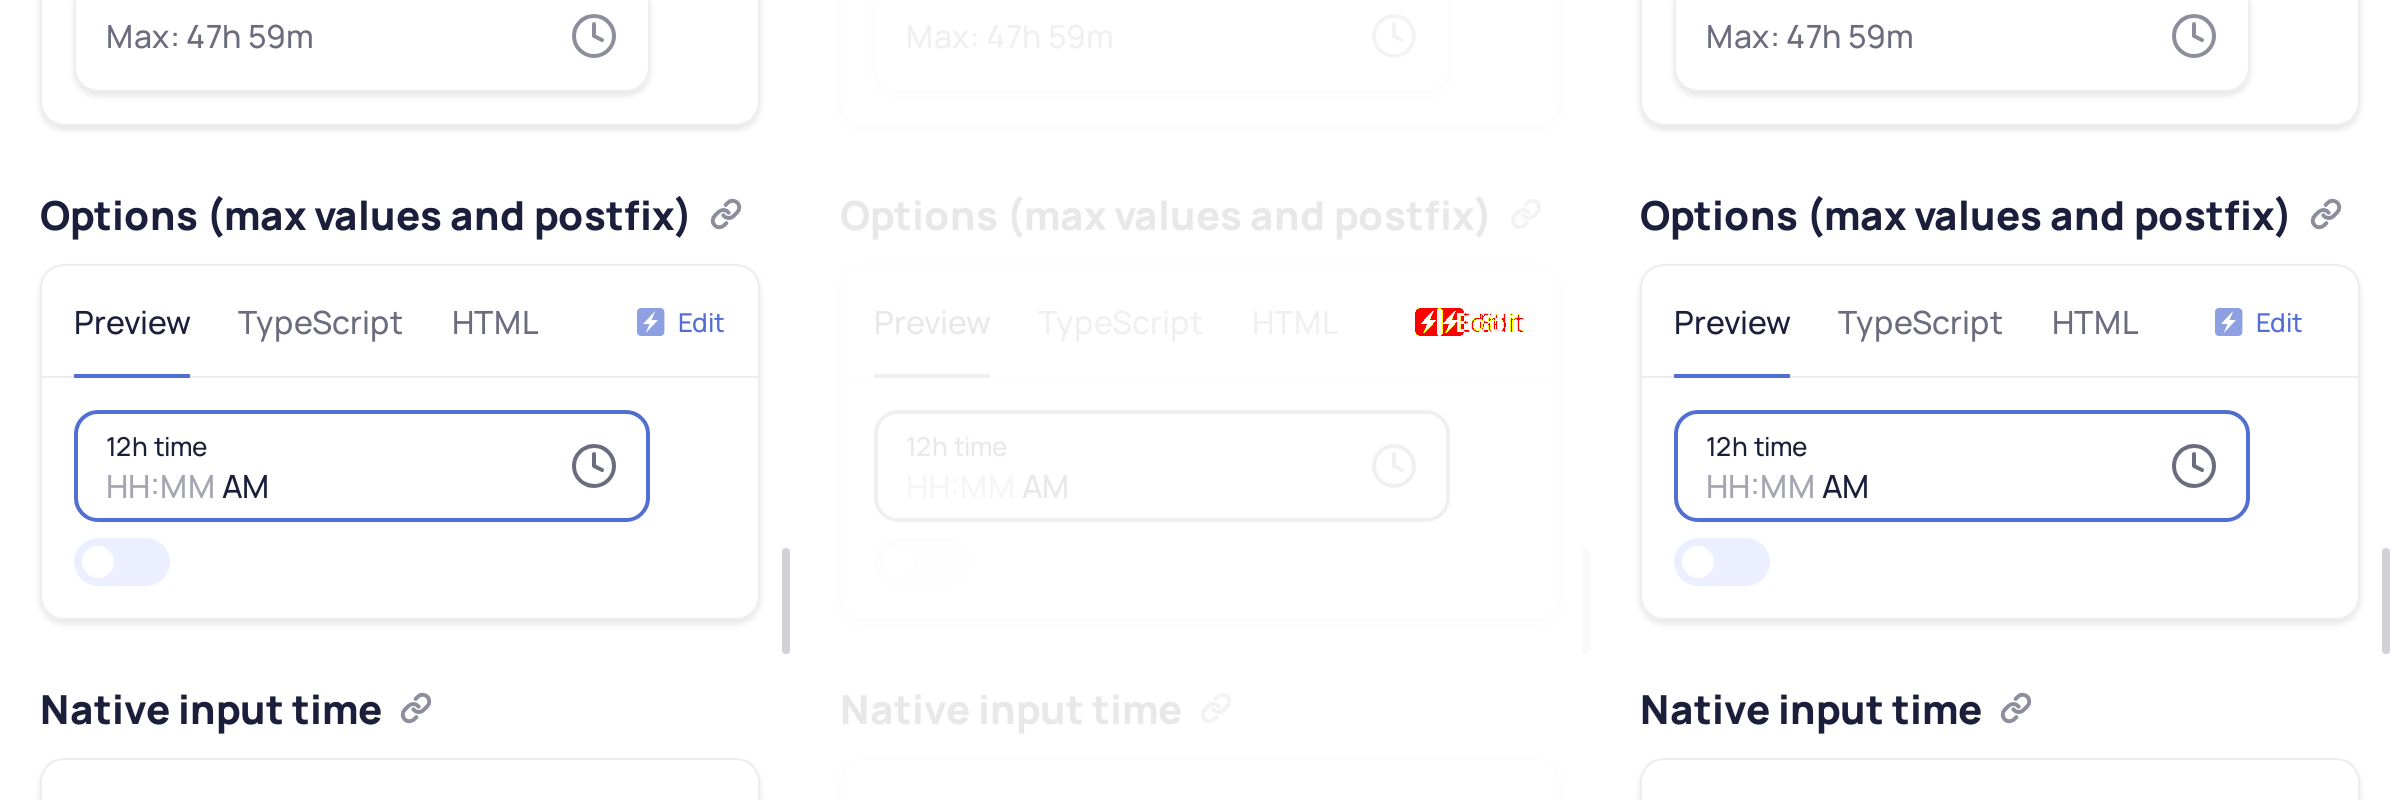 Max: 47h 59m
Options (max values and postfix)
Preview TypeScript HTML Edit
12h time
HH:MM AM
Native input time
Max: 47h 59m
Options (max values and postfix)
Preview TypeScript HTML
12h time
HH:MM AM
Native input time
Max: 47h 59m
Options (max values and postfix)
Preview TypeScript HTML Edit
12h time
HH:MM AM
Native input time